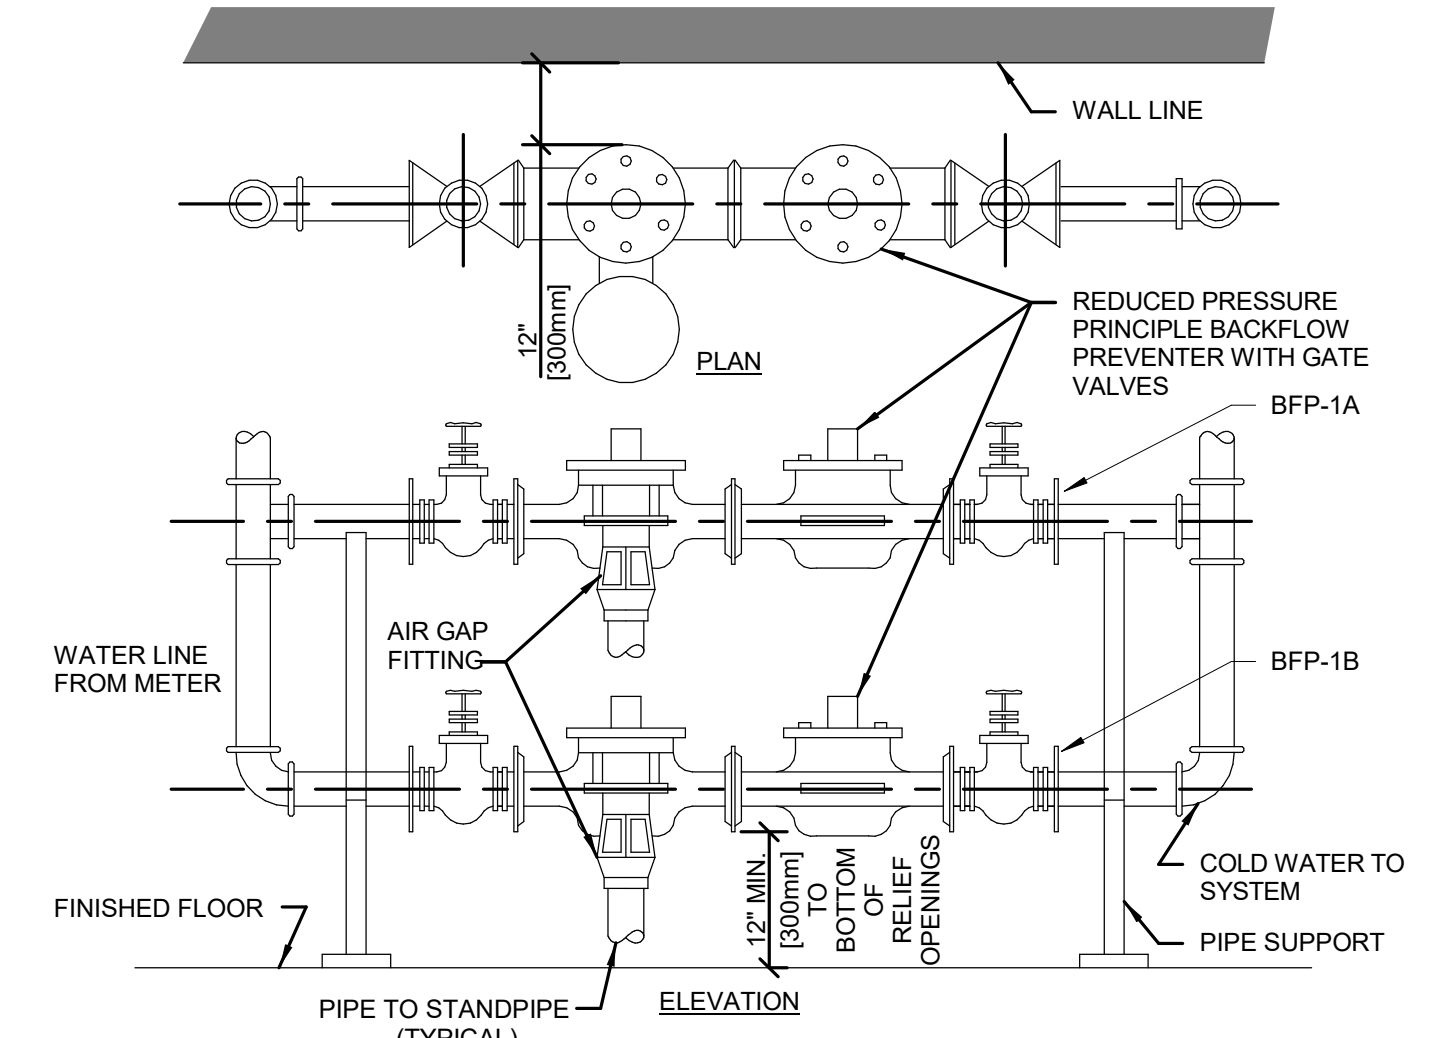 WALL LINE
12"
[300mm]
PLAN
REDUCED PRESSURE
PRINCIPLE BACKFLOW
PREVENTER WITH GATE
VALVES
BFP-1A
AIR GAP
FITTING
WATER LINE
FROM METER
BFP-1B
12" MIN.
[300mm]
TO
BOTTOM
OF
RELIEF
OPENINGS
COLD WATER TO
SYSTEM
FINISHED FLOOR
PIPE SUPPORT
ELEVATION
PIPE TO STANDPIPE
(TYPICAL)